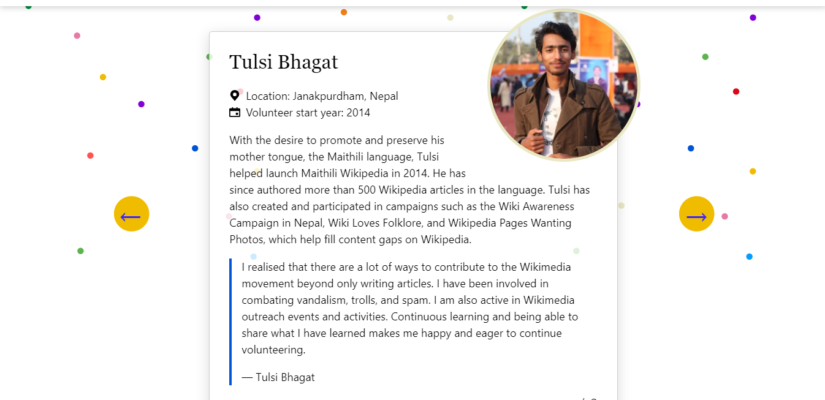 Tulsi Bhagat
Location: Janakpurdham, Nepal
Volunteer start year: 2014
With the desire to promote and preserve his
mother tongue, the Maithili language, Tulsi
helped launch Maithili Wikipedia in 2014. He has
since authored more than 500 Wikipedia articles in the language. Tulsi has
also created and participated in campaigns such as the Wiki Awareness
Campaign in Nepal, Wiki Loves Folklore, and Wikipedia Pages Wanting
Photos, which help fill content gaps on Wikipedia.
I realised that there are a lot of ways to contribute to the Wikimedia
movement beyond only writing articles. I have been involved in
combating vandalism, trolls, and spam. I am also active in Wikimedia
outreach events and activities. Continuous learning and being able to
share what I have learned makes me happy and eager to continue
volunteering.
— Tulsi Bhagat